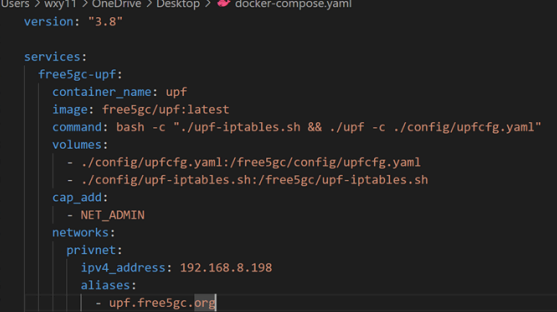 Users > wxy11 > OneDrive > Desktop > docker-compose.yaml
version: "3.8"
services:
free5gc-upf:
container_name: upf
image: free5gc/upf:latest
command: bash -c "./upf-iptables.sh && ./upf -c ./config/upfcfg.yaml"
volumes:
- ./config/upfcfg.yaml:/free5gc/config/upfcfg.yaml
- ./config/upf-iptables.sh:/free5gc/upf-iptables.sh
cap_add:
- NET_ADMIN
networks:
privnet:
ipv4_address: 192.168.8.198
aliases:
- upf.free5gc.org